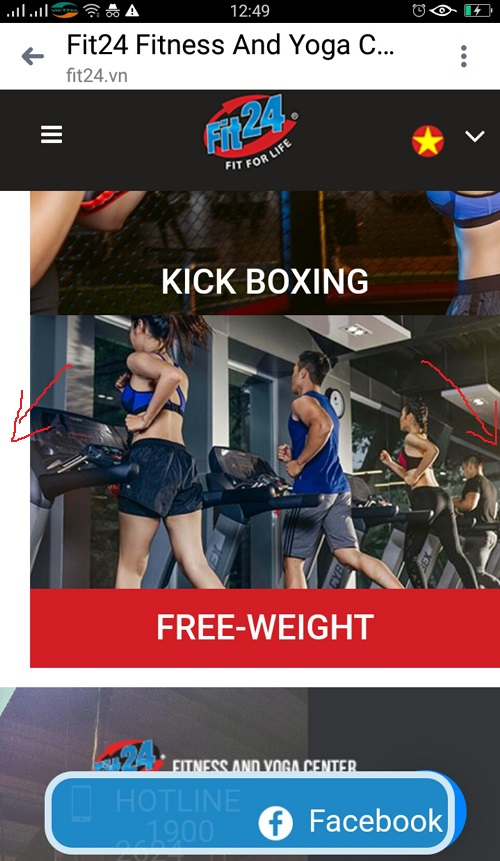 12:49
Fit24 Fitness And Yoga C...
fit24.vn
Fit24
®
FIT FOR LIFE
KICK BOXING
FREE-WEIGHT
Fit24
FITNESS AND YOGA CENTER
HOTLINE
1900
2624
Facebook